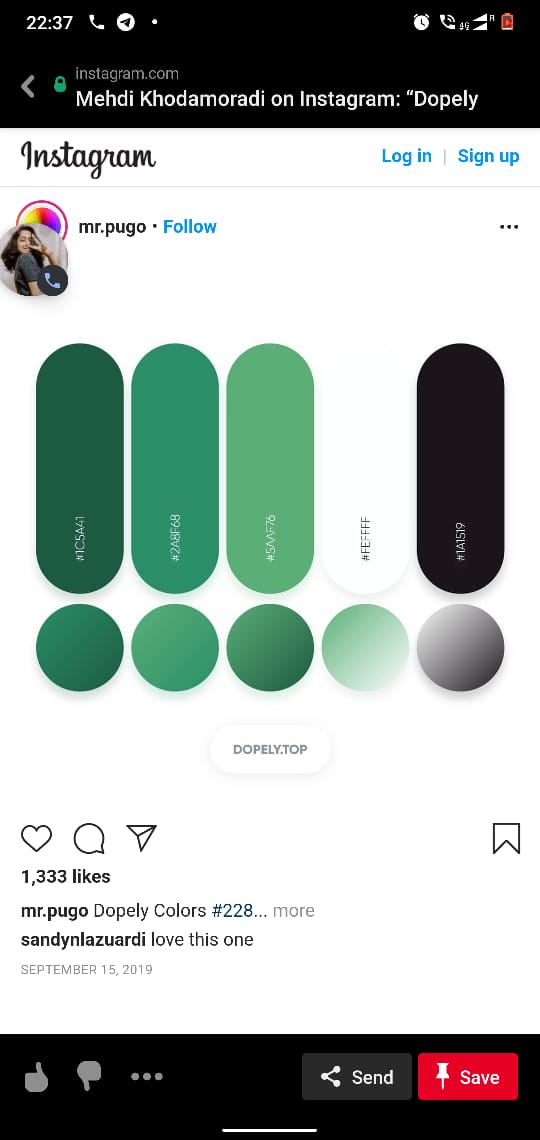 22:37
4G R
instagram.com
Mehdi Khodamoradi on Instagram: “Dopely
Instagram
Log in | Sign up
mr.pugo • Follow
#1C5A41
#2A8F68
#5AAF76
#FEFFFF
#1A1519
DOPELY.TOP
1,333 likes
mr.pugo Dopely Colors #228... more
sandynlazuardi love this one
SEPTEMBER 15, 2019
Send
Save